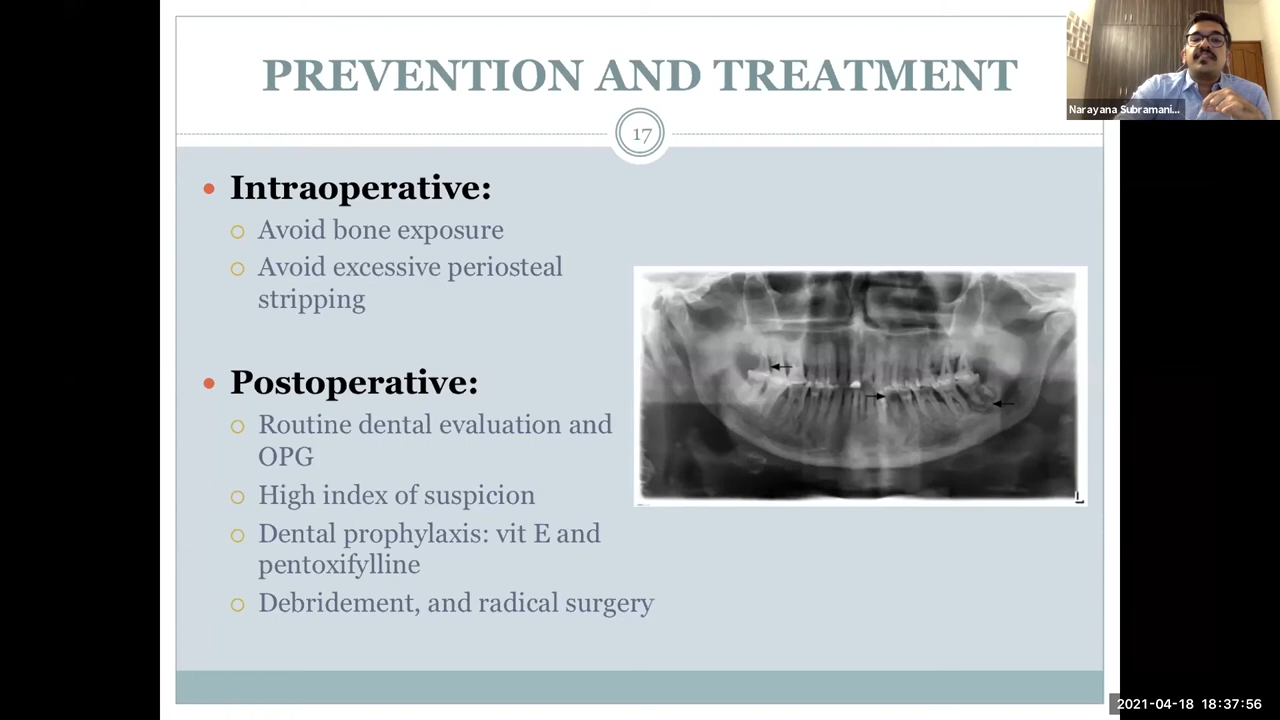 PREVENTION AND TREATMENT
17
Intraoperative:
Avoid bone exposure
Avoid excessive periosteal
stripping
Postoperative:
Routine dental evaluation and
OPG
High index of suspicion
Dental prophylaxis: vit E and
pentoxifylline
Debridement, and radical surgery
L
Narayana Subramani...
2021-04-18 18:37:56